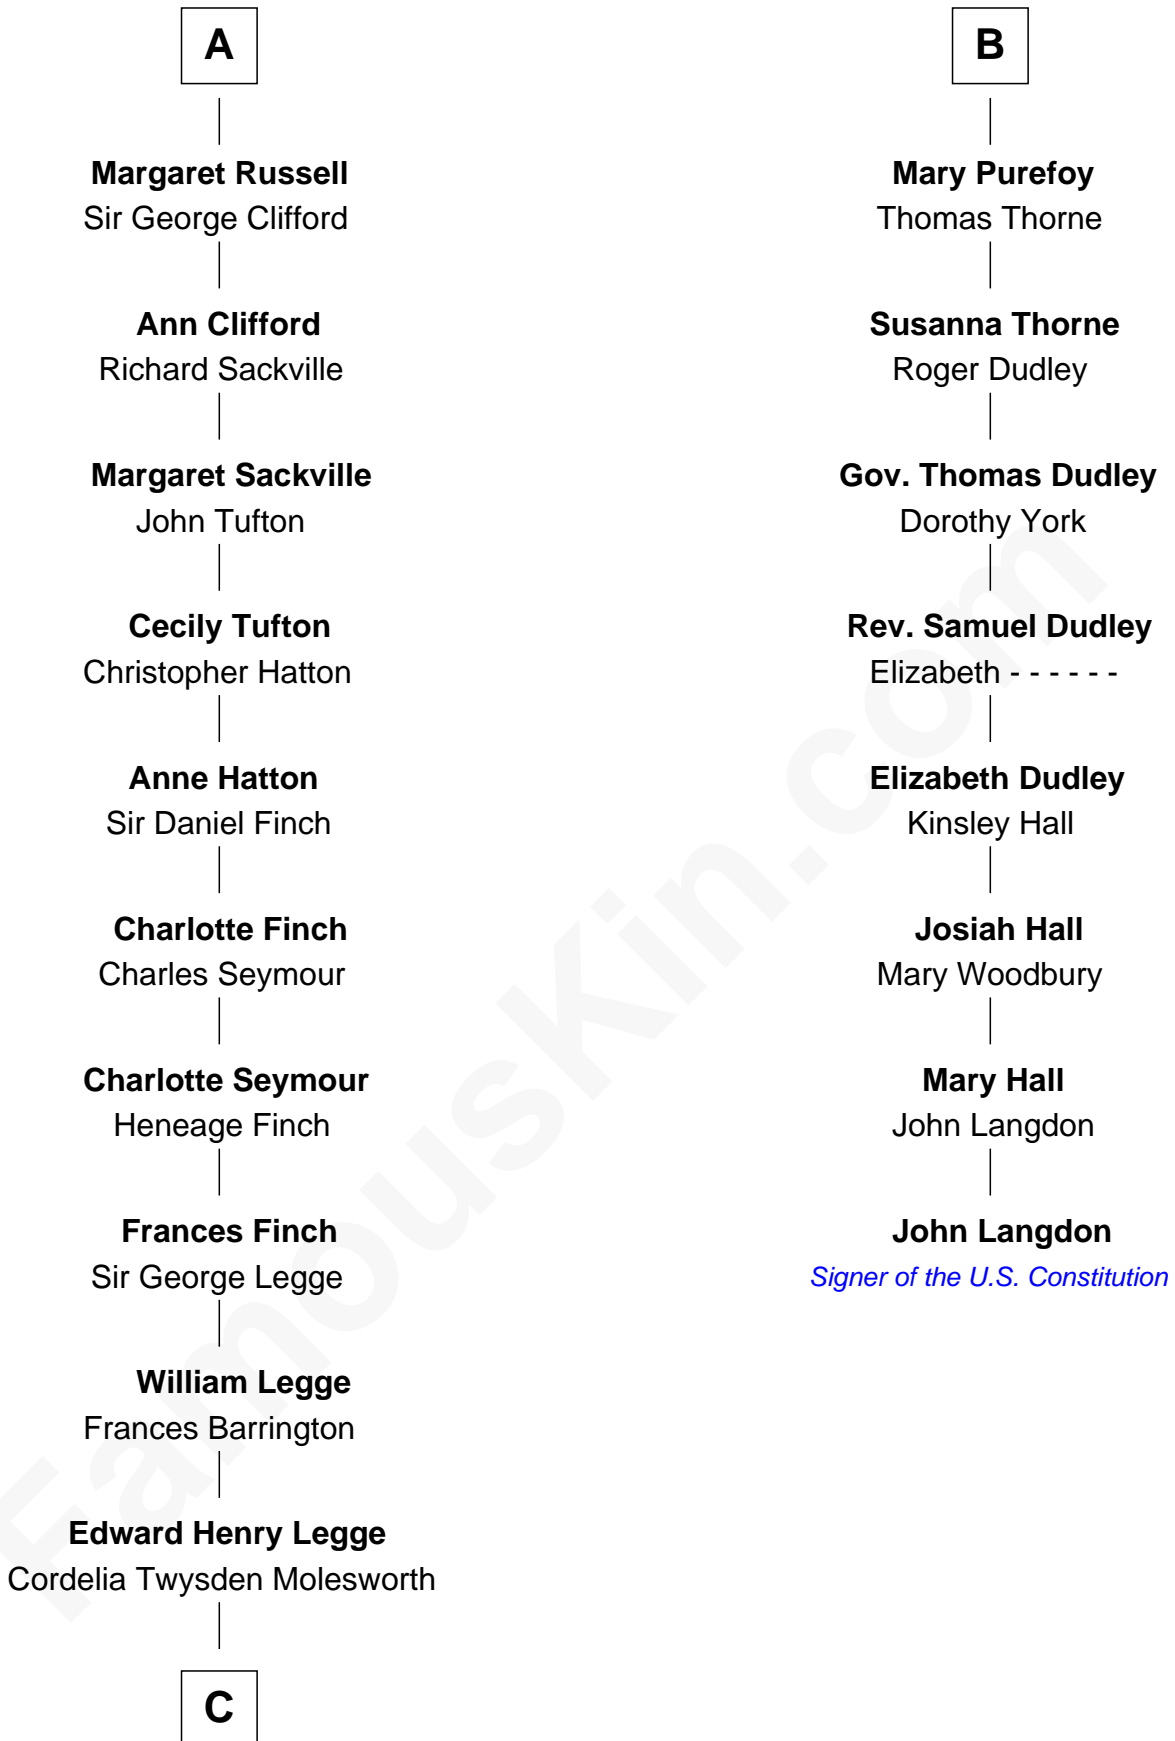 A
Margaret Russell
Sir George Clifford
Ann Clifford
Richard Sackville
Margaret Sackville
John Tufton
Cecily Tufton
Christopher Hatton
Anne Hatton
Sir Daniel Finch
Charlotte Finch
Charles Seymour
Charlotte Seymour
Heneage Finch
Frances Finch
Sir George Legge
William Legge
Frances Barrington
Edward Henry Legge
Cordelia Twysden Molesworth
C
B
Mary Purefoy
Thomas Thorne
Susanna Thorne
Roger Dudley
Gov. Thomas Dudley
Dorothy York
Rev. Samuel Dudley
Elizabeth - - - - - -
Elizabeth Dudley
Kinsley Hall
Josiah Hall
Mary Woodbury
Mary Hall
John Langdon
John Langdon
Signer of the U.S. Constitution
FamousKin.com